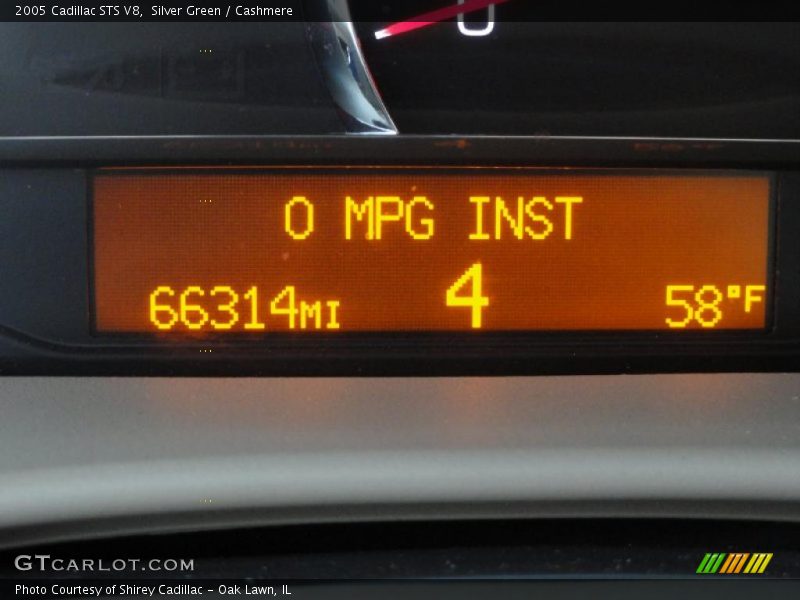 2005 Cadillac STS V8, Silver Green / Cashmere
0
0 MPG INST
66314MI 4 58°F
GTCARLOT.COM
Photo Courtesy of Shirey Cadillac - Oak Lawn, IL